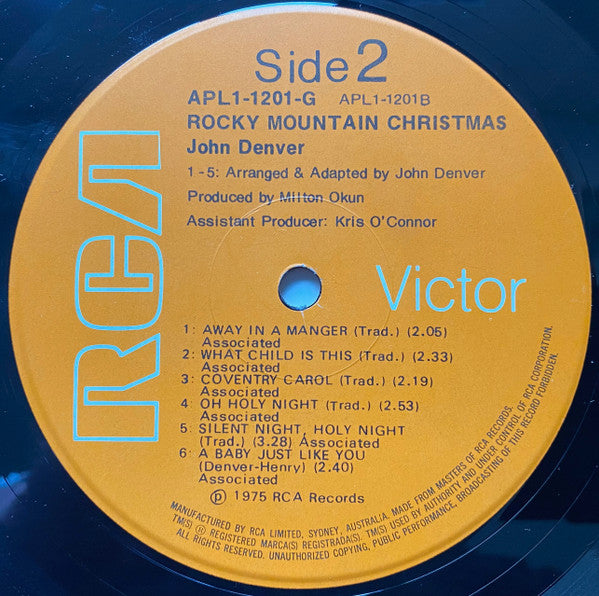 Side 2
APL1-1201-G APL1-1201B
ROCKY MOUNTAIN CHRISTMAS
John Denver
1-5: Arranged & Adapted by John Denver
Produced by Milton Okun
Assistant Producer: Kris O'Connor
RCA
Victor
1: AWAY IN A MANGER (Trad.) (2.05)
Associated
2: WHAT CHILD IS THIS (Trad.) (2.33)
Associated
3: COVENTRY CAROL (Trad.) (2.19)
Associated
4: OH HOLY NIGHT (Trad.) (2.53)
Associated
5: SILENT NIGHT, HOLY NIGHT
(Trad.) (3.28) Associated
6: A BABY JUST LIKE YOU
(Denver-Henry) (2.40)
Associated
℗ 1975 RCA Records
MANUFACTURED BY RCA LIMITED, SYDNEY, AUSTRALIA. MADE FROM MASTERS OF RCA RECORDS.
TM(S) ® REGISTERED MARCA(S) REGISTRADA(S). TM(S) USED BY AUTHORITY AND UNDER CONTROL OF RCA CORPORATION.
ALL RIGHTS RESERVED. UNAUTHORIZED COPYING, PUBLIC PERFORMANCE, BROADCASTING OF THIS RECORD FORBIDDEN.